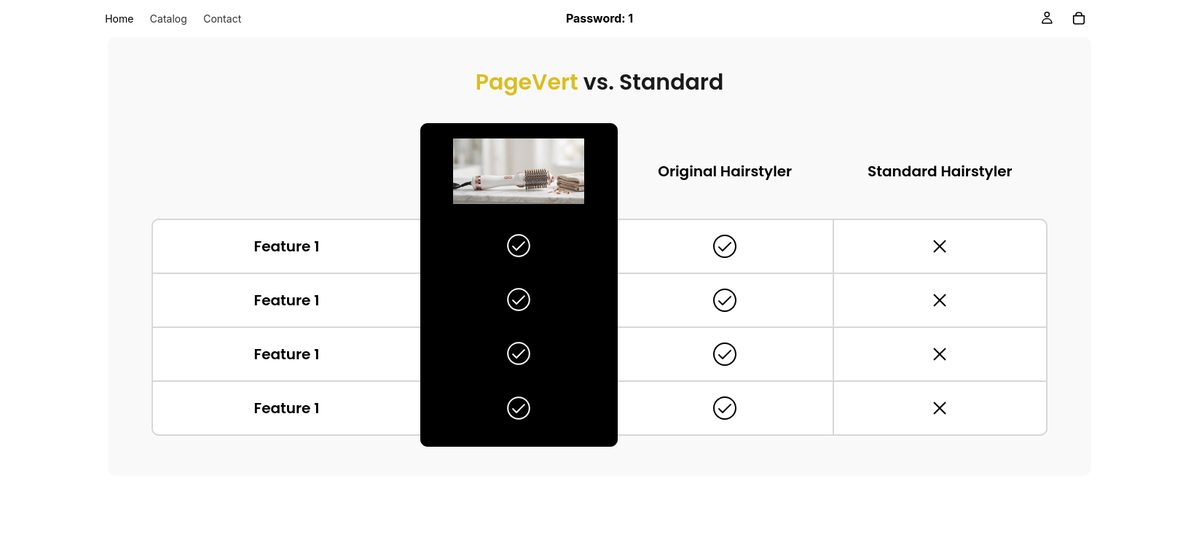 Home Catalog Contact Password: 1
PageVert vs. Standard
Original Hairstyler Standard Hairstyler
Feature 1
Feature 1
Feature 1
Feature 1